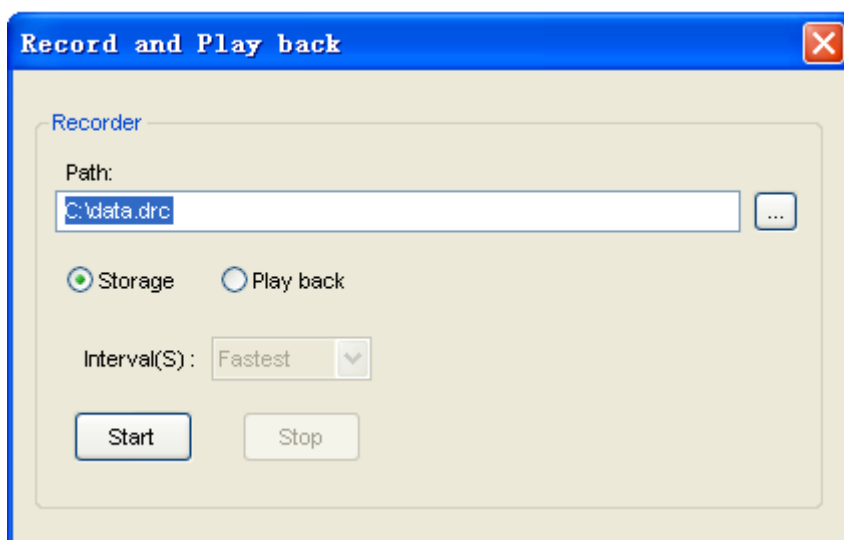 Record and Play back
Recorder
Path:
C:\data.drc
...
Storage Play back
Interval(S) : Fastest
Start Stop